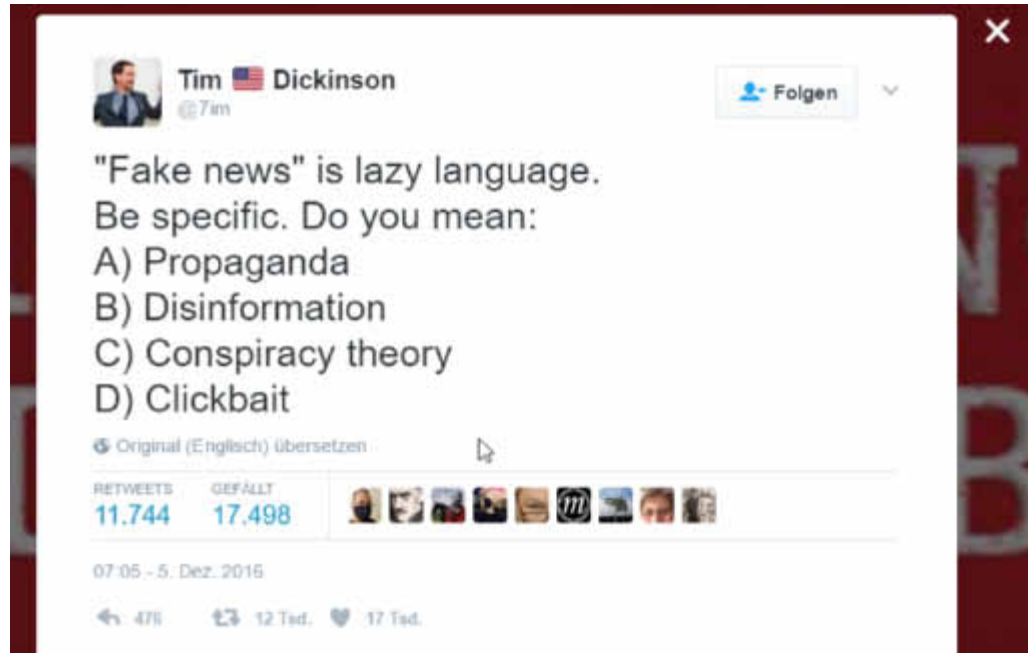 Tim Dickinson
@7im
Folgen
"Fake news" is lazy language.
Be specific. Do you mean:
A) Propaganda
B) Disinformation
C) Conspiracy theory
D) Clickbait
Original (Englisch) übersetzen
RETWEETS GEFÄLLT
11.744 17.498
m
07:05 - 5. Dez. 2016
476 12 Tsd. 17 Tsd.